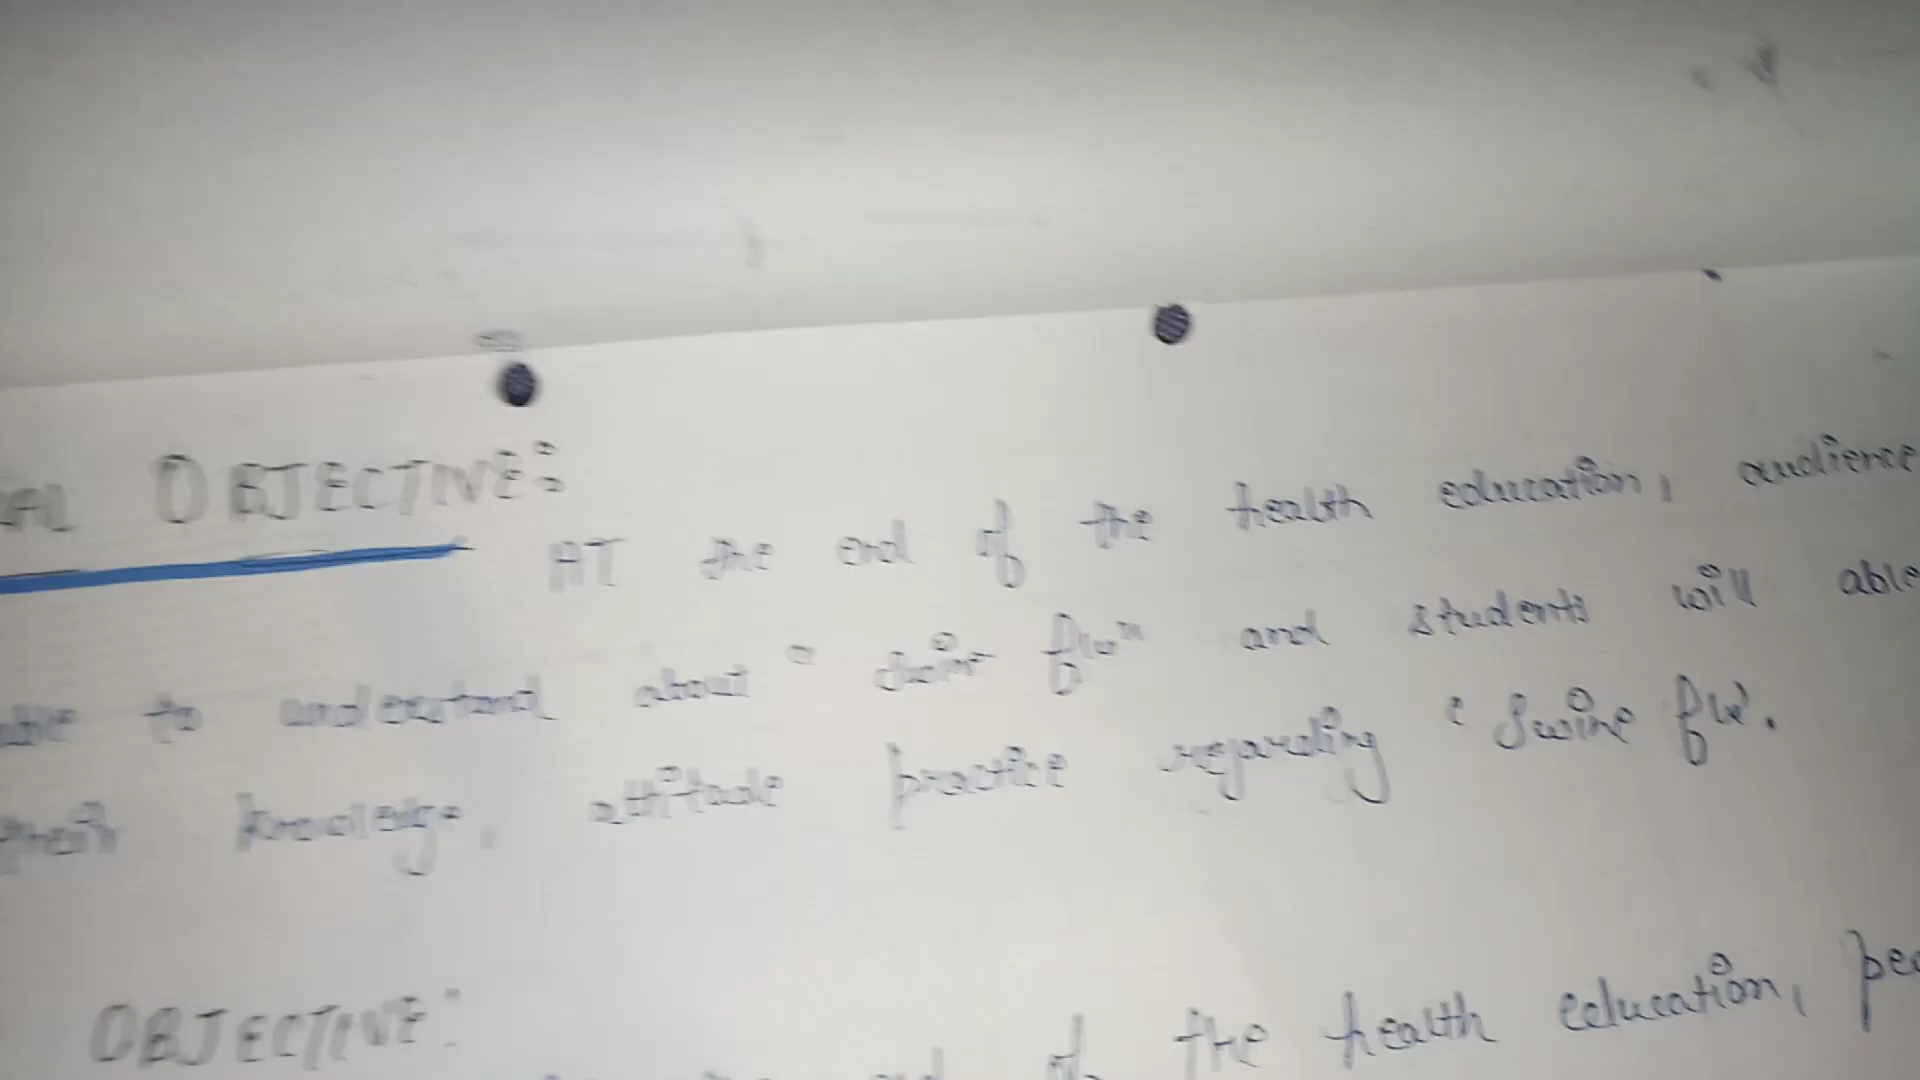 OBJECTIVE:
AT the end of the health education, audience
to understand about "Swine flu" and students will able
knowledge, attitude practice regarding ' Swine flu'.
OBJECTIVE:
of the health education,